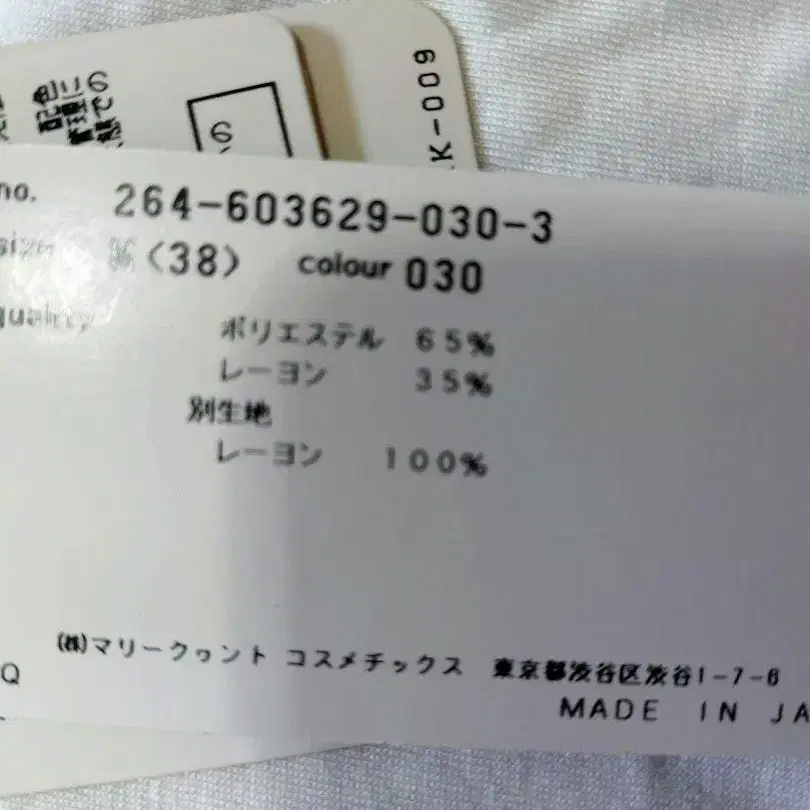 の
K-009
no. 264-603629-030-3
size (38) colour 030
quality
ポリエステル 65%
レーヨン 35%
別生地
レーヨン 100%
㈱マリークヮント コスメチックス 東京都渋谷区渋谷1-7-6
Q
MADE IN JA